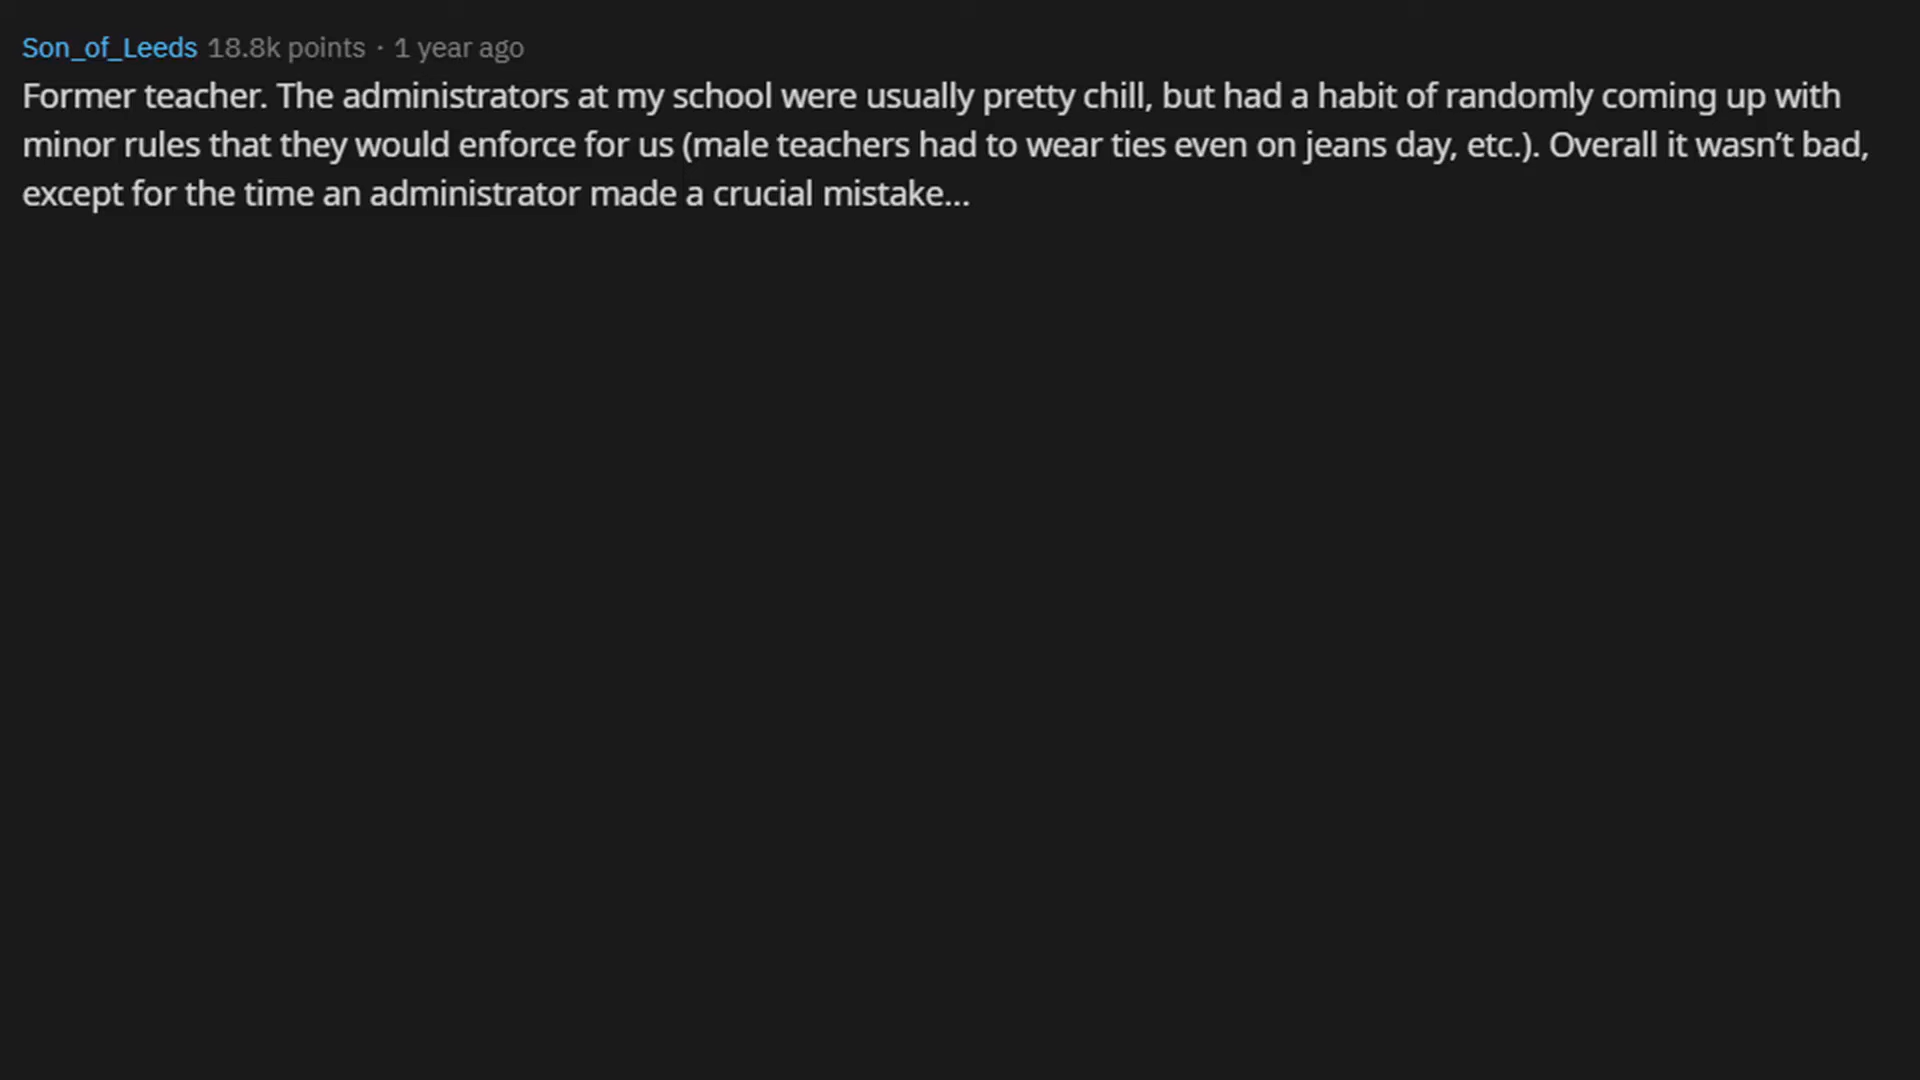 Son_of_Leeds 18.8k points · 1 year ago
Former teacher. The administrators at my school were usually pretty chill, but had a habit of randomly coming up with
minor rules that they would enforce for us (male teachers had to wear ties even on jeans day, etc.). Overall it wasn’t bad,
except for the time an administrator made a crucial mistake...